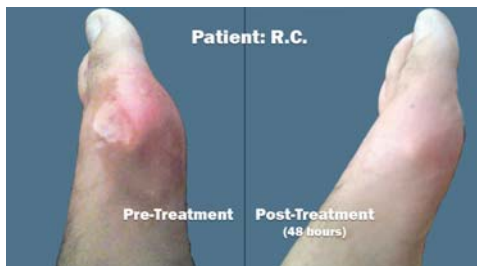 Patient: R.C.
Pre-Treatment
Post-Treatment
(48 hours)